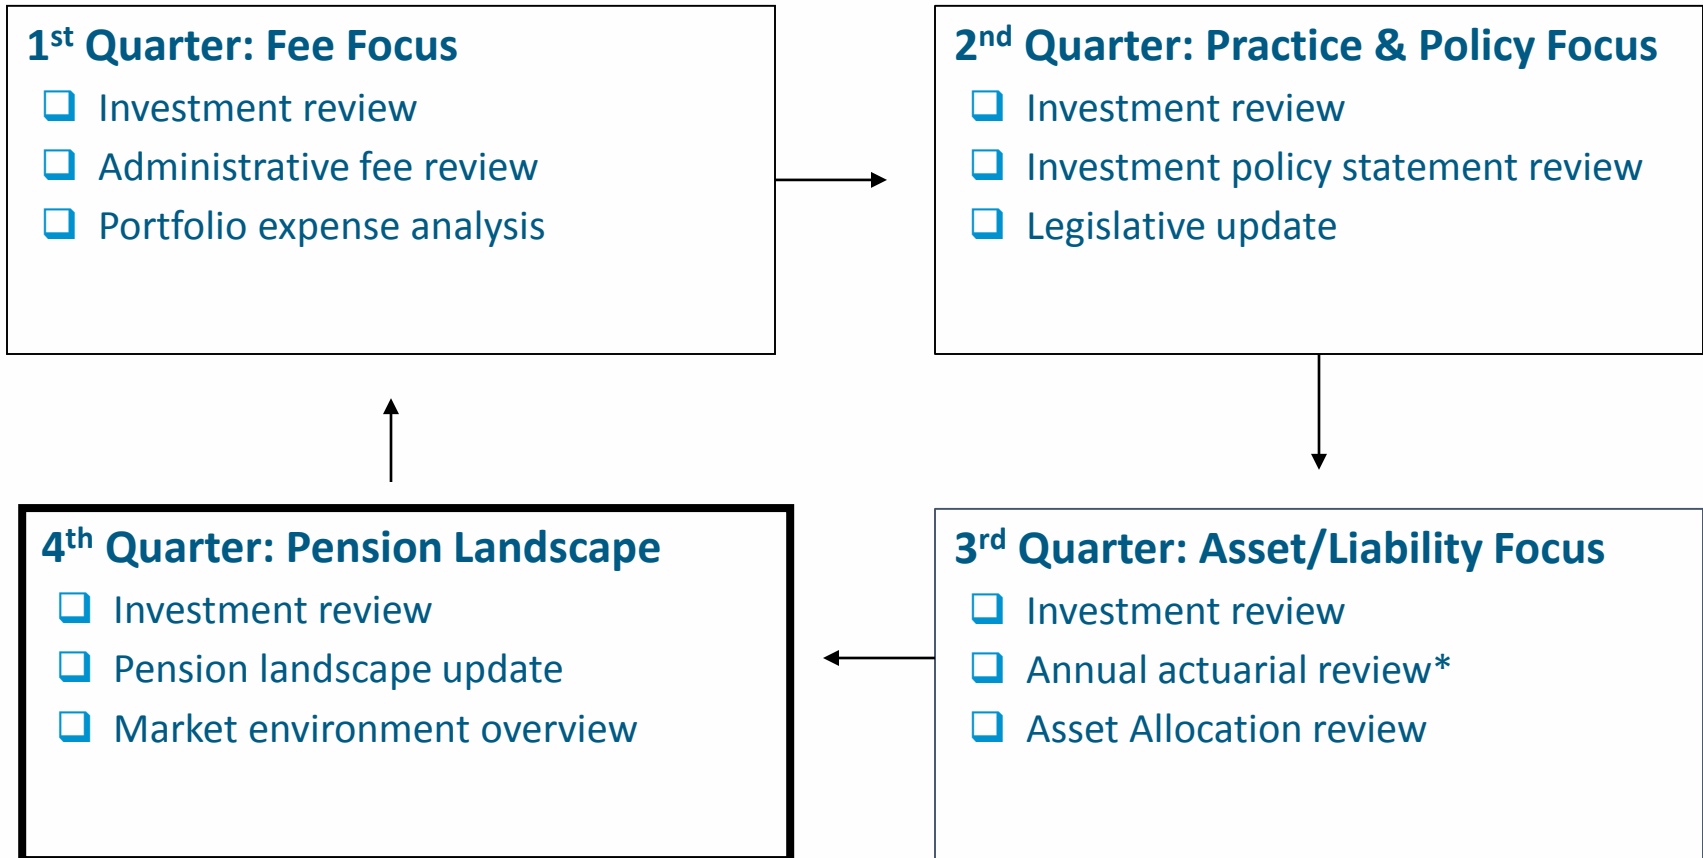 1st Quarter: Fee Focus
Investment review
Administrative fee review
Portfolio expense analysis
2nd Quarter: Practice & Policy Focus
Investment review
Investment policy statement review
Legislative update
3rd Quarter: Asset/Liability Focus
Investment review
Annual actuarial review*
Asset Allocation review
4th Quarter: Pension Landscape
Investment review
Pension landscape update
Market environment overview